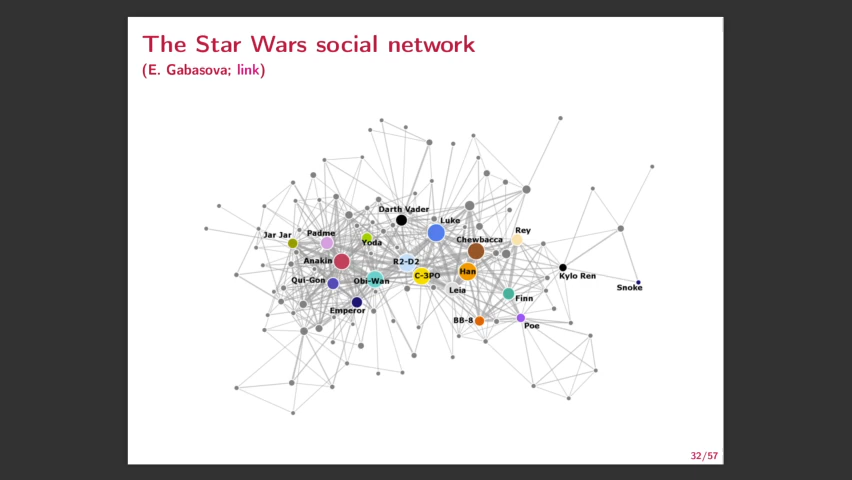 The Star Wars social network
(E. Gabasova; link)
Darth Vader
Luke
Jar Jar
Padme
Yoda
Chewbacca
Rey
Anakin
R2-D2
C-3PO
Han
Kylo Ren
Qui-Gon
Obi-Wan
Leia
Snoke
Finn
Emperor
BB-8
Poe
32/57